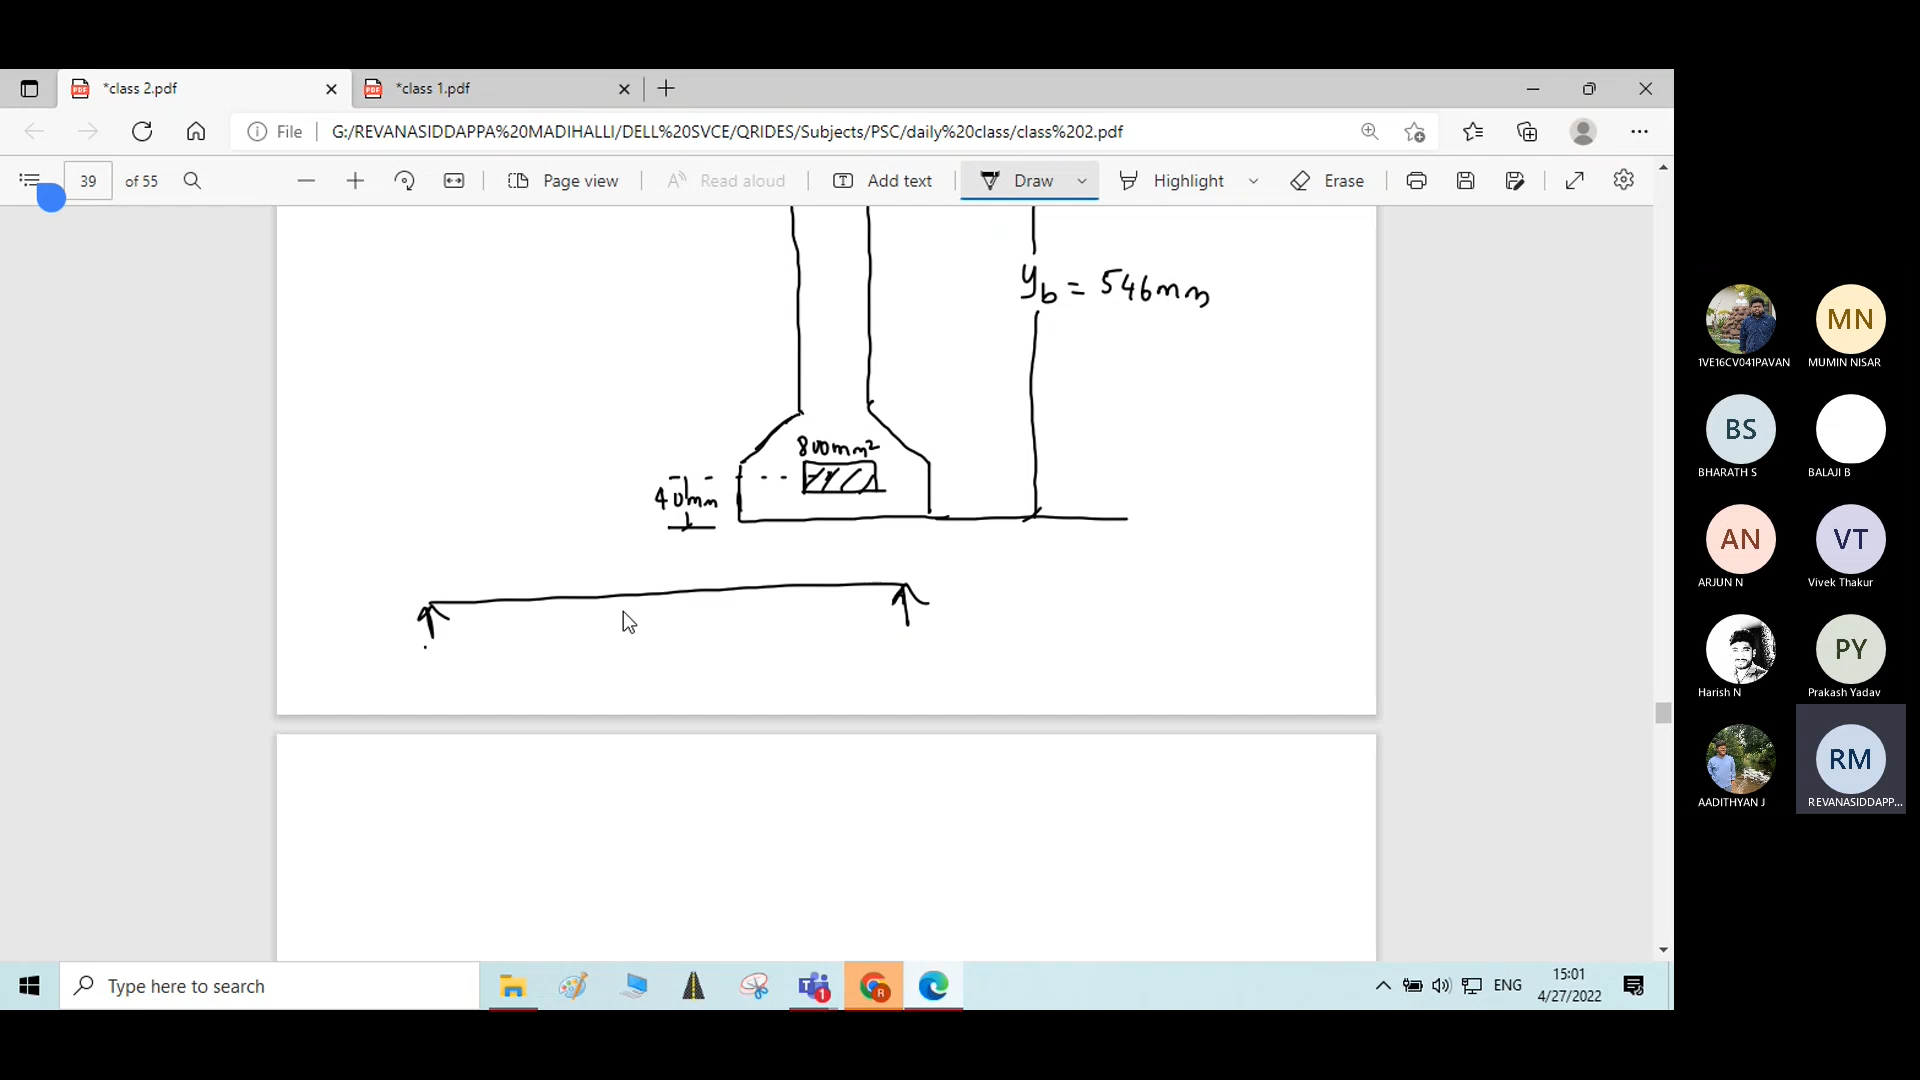 *class 2.pdf
*class 1.pdf
File
G:/REVANASIDDAPPA%20MADIHALLI/DELL%20SVCE/QRIDES/Subjects/PSC/daily%20class/class%202.pdf
39 of 55
Page view
Read aloud
Add text
Draw
Highlight
Erase
yb = 546mm
800mm²
40mm
1VE16CV041PAVAN
MN
MUMIN NISAR
BS
BHARATH S
BALAJI B
AN
ARJUN N
VT
Vivek Thakur
Harish N
PY
Prakash Yadav
AADITHYAN J
RM
REVANASIDDAPP...
Type here to search
1
R
ENG
15:01
4/27/2022